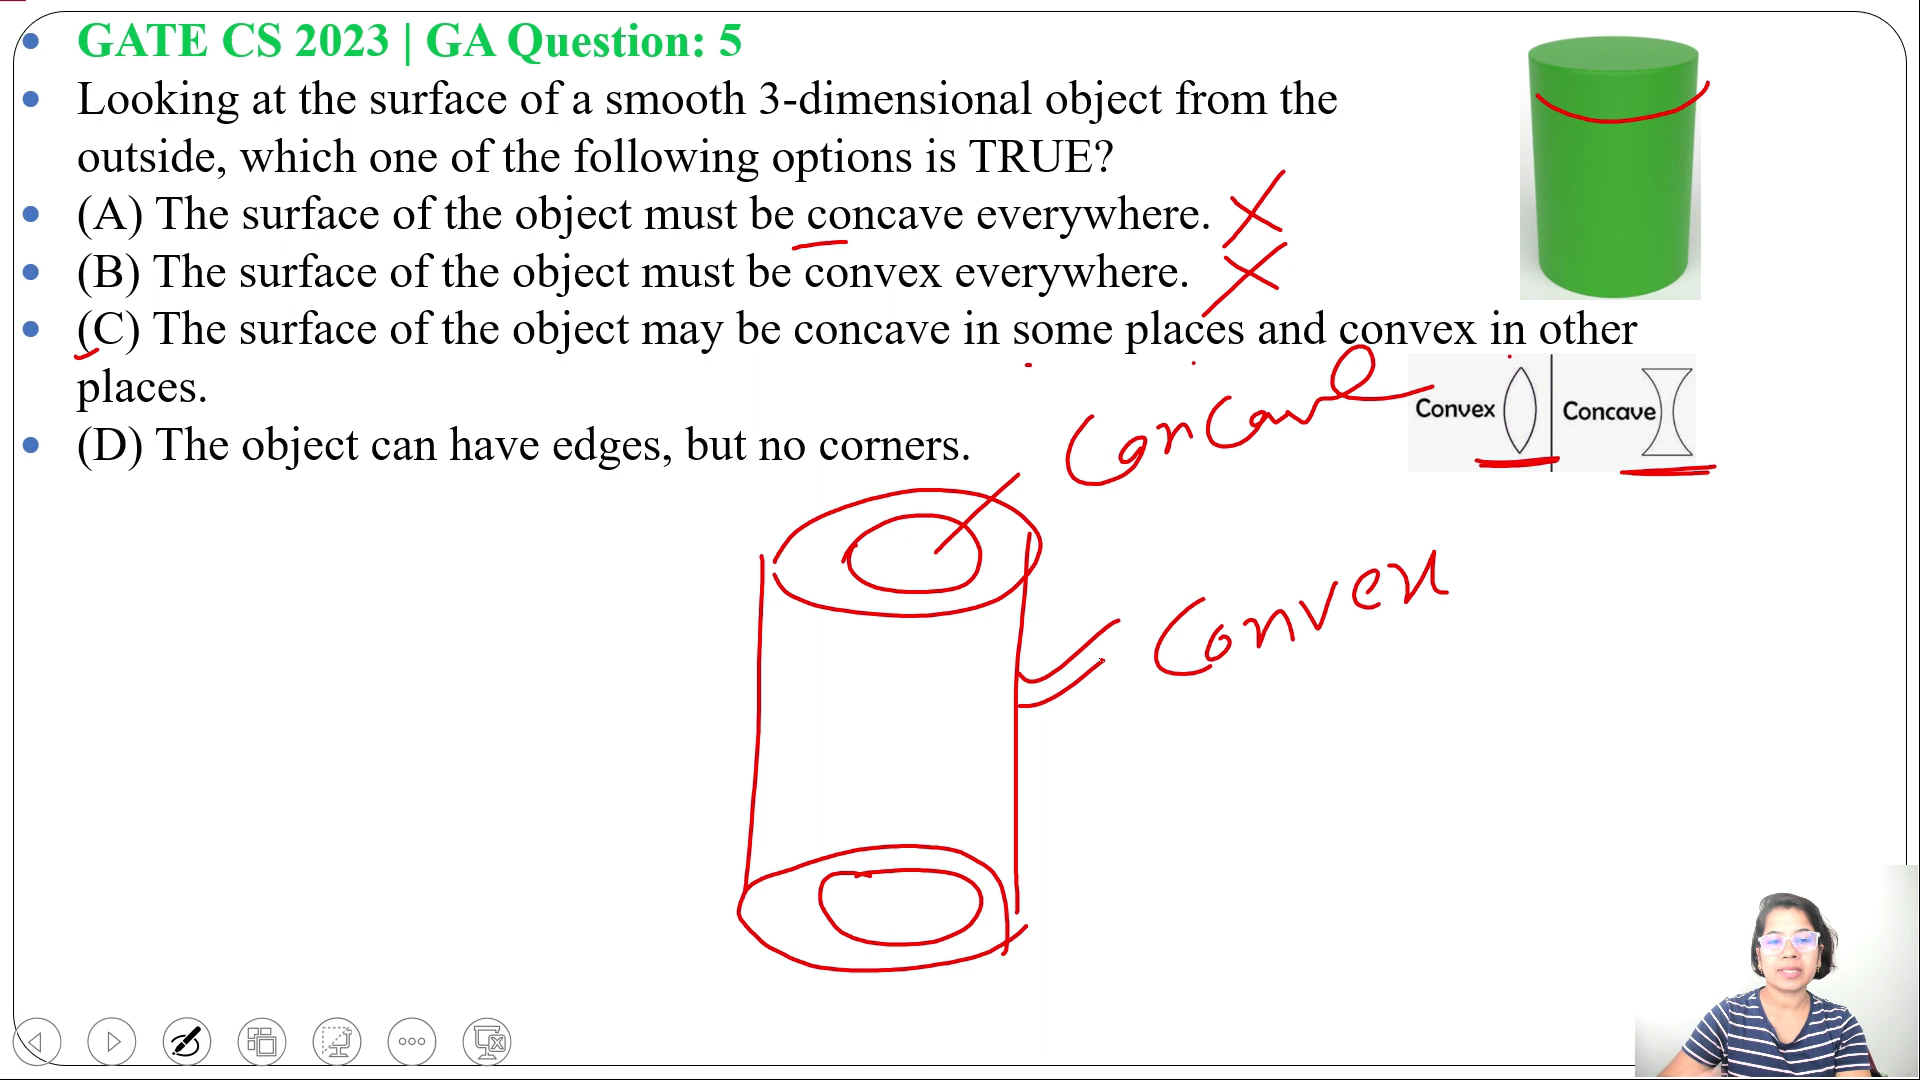 GATE CS 2023 | GA Question: 5
Looking at the surface of a smooth 3-dimensional object from the
outside, which one of the following options is TRUE?
(A) The surface of the object must be concave everywhere.
(B) The surface of the object must be convex everywhere.
(C) The surface of the object may be concave in some places and convex in other
places.
(D) The object can have edges, but no corners.
Convex
Concave
Concave
Convex